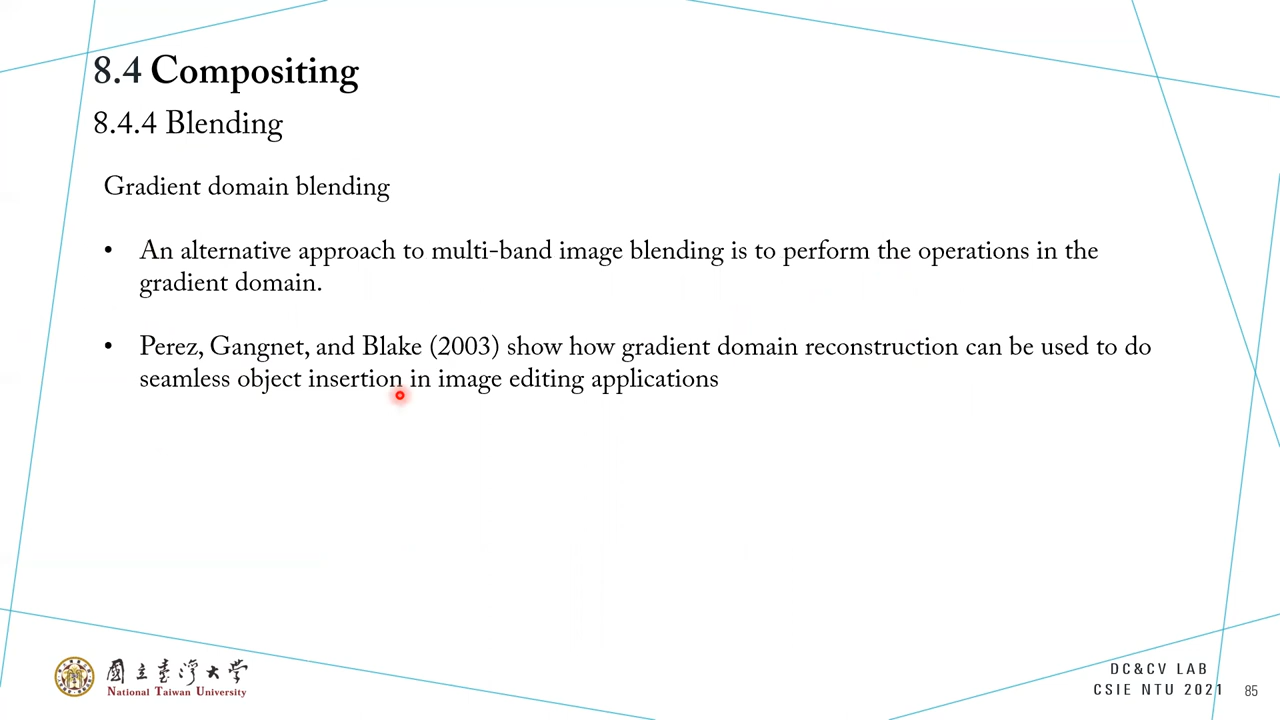 8.4 Compositing
8.4.4 Blending
Gradient domain blending
• An alternative approach to multi-band image blending is to perform the operations in the
gradient domain.
• Perez, Gangnet, and Blake (2003) show how gradient domain reconstruction can be used to do
seamless object insertion in image editing applications
國立臺灣大學
National Taiwan University
DC&CV LAB
CSIE NTU 2021
85